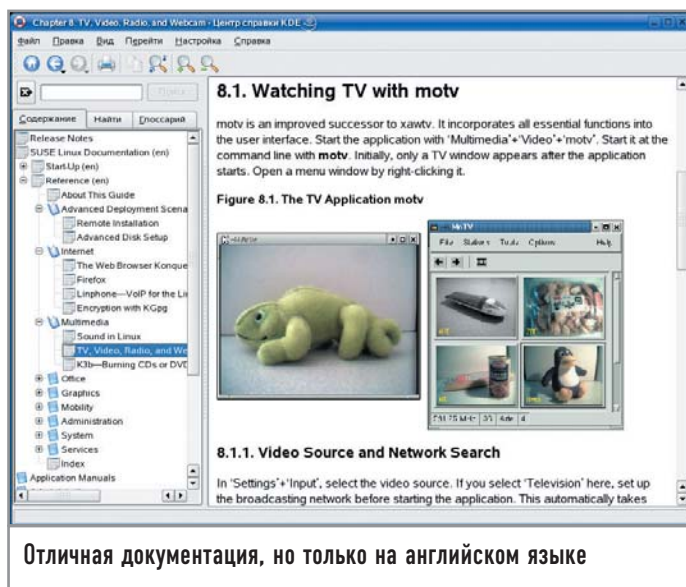 Chapter 8. TV, Video, Radio, and Webcam - Центр справки KDE
Файл Правка Вид Перейти Настройка Справка
Поиск
Содержание Найти Глоссарий
Release Notes
SUSE Linux Documentation (en)
Start-Up (en)
Reference (en)
About This Guide
Advanced Deployment Scena
Remote Installation
Advanced Disk Setup
Internet
The Web Browser Konque
Firefox
Linphone—VoIP for the Lin
Encryption with KGpg
Multimedia
Sound in Linux
TV, Video, Radio, and We
K3b—Burning CDs or DVD
Office
Graphics
Mobility
Administration
System
Services
Index
Application Manuals
8.1. Watching TV with motv
motv is an improved successor to xawtv. It incorporates all essential functions into
the user interface. Start the application with 'Multimedia'+'Video'+'motv'. Start it at the
command line with motv. Initially, only a TV window appears after the application
starts. Open a menu window by right-clicking it.
Figure 8.1. The TV Application motv
MoTV
File Stations Tools Options Help
8.1.1. Video Source and Network Search
In 'Settings'+'Input', select the video source. If you select 'Television' here, set up
the broadcasting network before starting the application. This automatically takes
Отличная документация, но только на английском языке